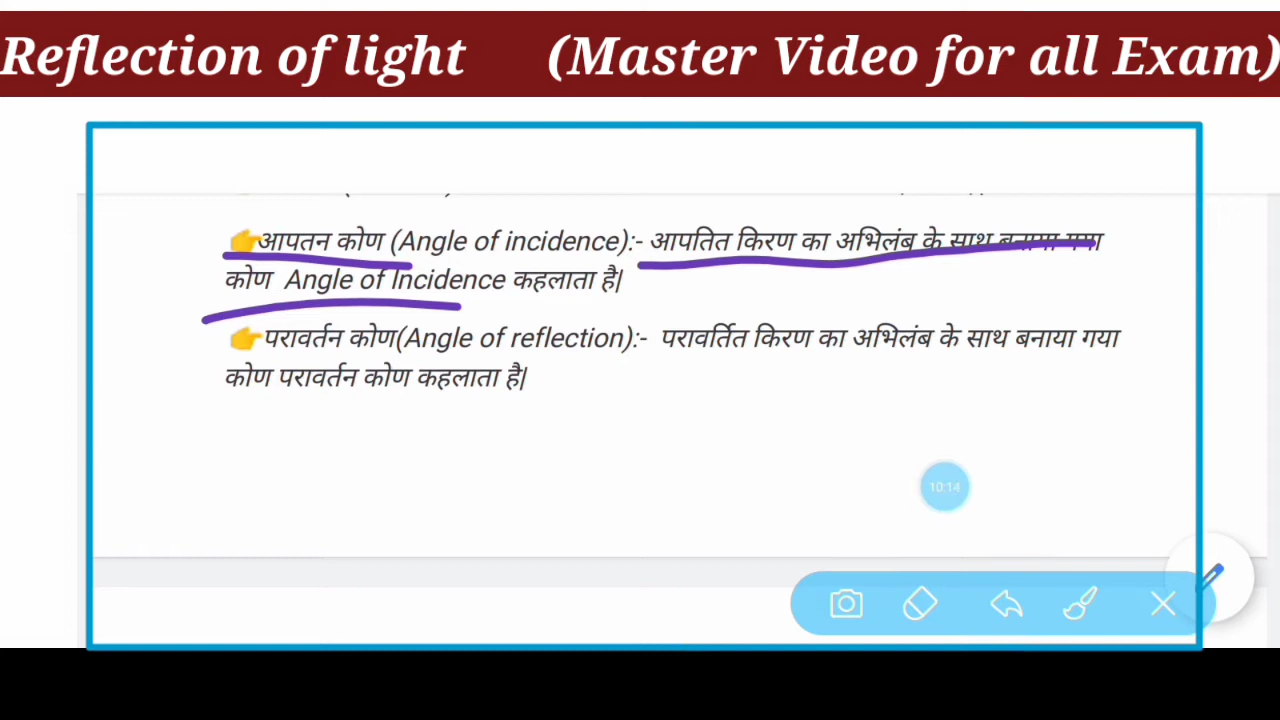 Reflection of light (Master Video for all Exam)
👉आपतन कोण (Angle of incidence):- आपतित किरण का अभिलंब के साथ बनाया गया
कोण Angle of Incidence कहलाता है|
👉परावर्तन कोण(Angle of reflection):- परावर्तित किरण का अभिलंब के साथ बनाया गया
कोण परावर्तन कोण कहलाता है|
10:14